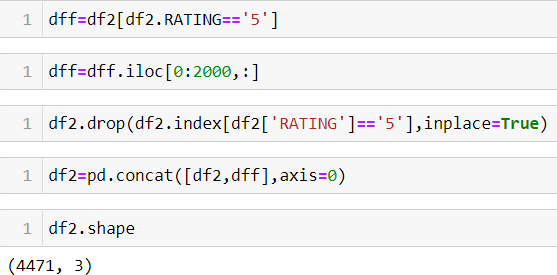 1 dff=df2[df2.RATING=='5']
1 dff=dff.iloc[0:2000,:]
1 df2.drop(df2.index[df2['RATING']=='5'],inplace=True)
1 df2=pd.concat([df2,dff],axis=0)
1 df2.shape
(4471, 3)